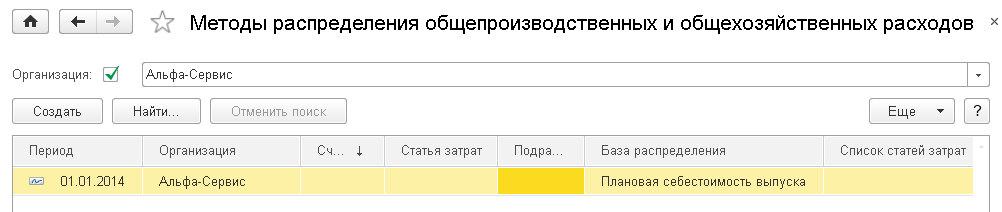 Методы распределения общепроизводственных и общехозяйственных расходов
Организация: Альфа-Сервис
Создать Найти... Отменить поиск Еще ?
Период Организация Сч... Статья затрат Подра... База распределения Список статей затрат
01.01.2014 Альфа-Сервис Плановая себестоимость выпуска